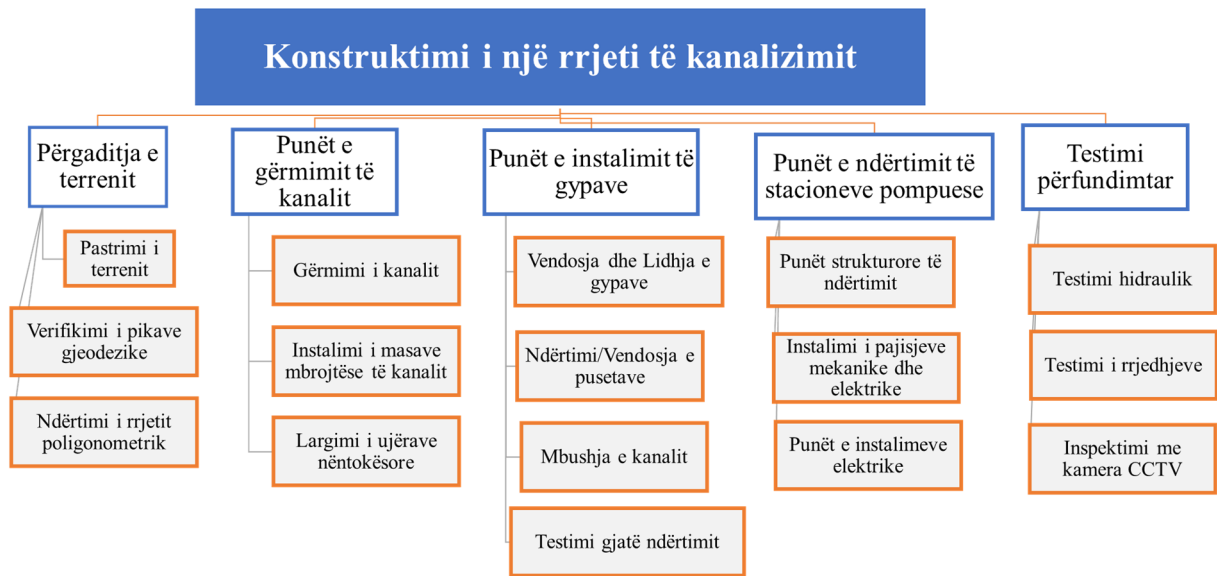 Konstruktimi i një rrjeti të kanalizimit
Përgaditja e
terrenit
Pastrimi i
terrenit
Verifikimi i pikave
gjeodezike
Ndërtimi i rrjetit
poligonometrik
Punët e
gërmimit të
kanalit
Gërmimi i kanalit
Instalimi i masave
mbrojtëse të kanalit
Largimi i ujërave
nëntokësore
Punët e instalimit të
gypave
Vendosja dhe Lidhja e
gypave
Ndërtimi/Vendosja e
pusetave
Mbushja e kanalit
Testimi gjatë ndërtimit
Punët e ndërtimit të
stacioneve pompuese
Punët strukturore të
ndërtimit
Instalimi i pajisjeve
mekanike dhe elektrike
Punët e instalimeve
elektrike
Testimi
përfundimtar
Testimi hidraulik
Testimi i rrjedhjeve
Inspektimi me
kamera CCTV